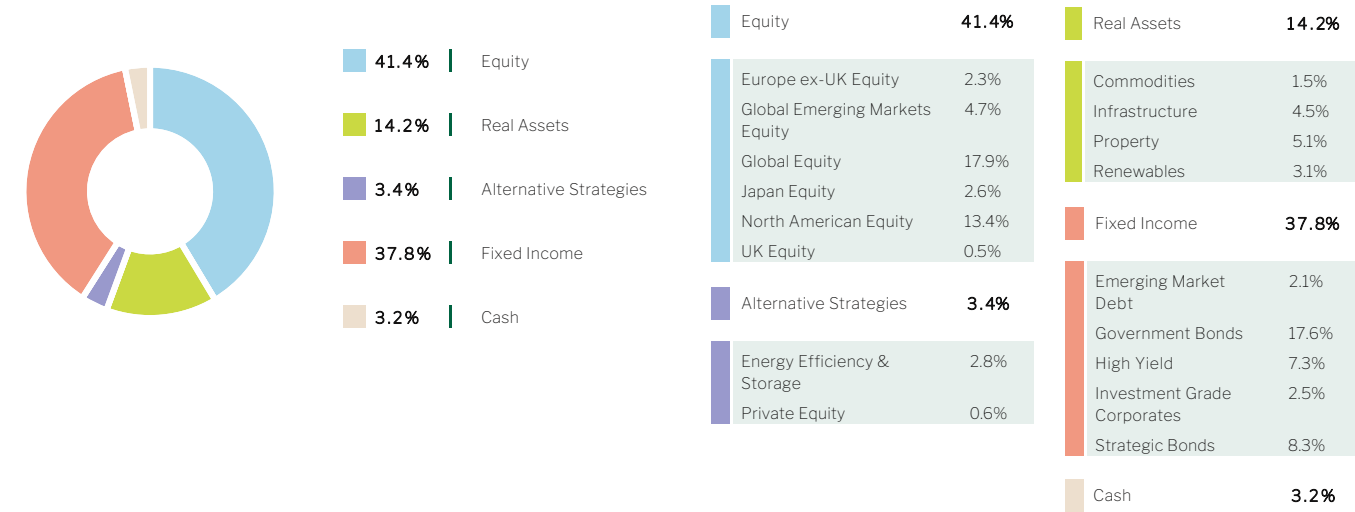 41.4% Equity
14.2% Real Assets
3.4% Alternative Strategies
37.8% Fixed Income
3.2% Cash
Equity 41.4%
Europe ex-UK Equity 2.3%
Global Emerging Markets 4.7%
Equity
Global Equity 17.9%
Japan Equity 2.6%
North American Equity 13.4%
UK Equity 0.5%
Alternative Strategies 3.4%
Energy Efficiency & 2.8%
Storage
Private Equity 0.6%
Real Assets 14.2%
Commodities 1.5%
Infrastructure 4.5%
Property 5.1%
Renewables 3.1%
Fixed Income 37.8%
Emerging Market 2.1%
Debt
Government Bonds 17.6%
High Yield 7.3%
Investment Grade 2.5%
Corporates
Strategic Bonds 8.3%
Cash 3.2%